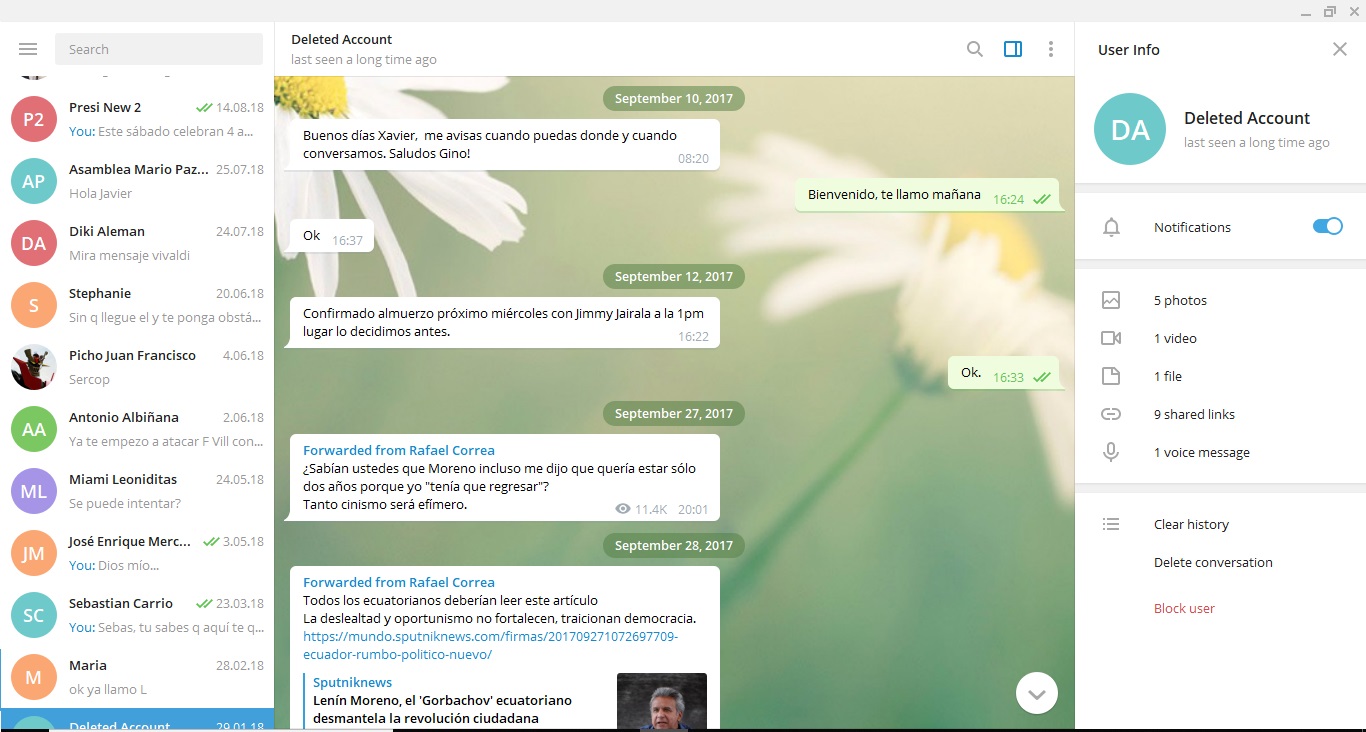 Search
Presi New 2 14.08.18
You: Este sábado celebran 4 a...
Asamblea Mario Paz... 25.07.18
Hola Javier
Diki Aleman 24.07.18
Mira mensaje vivaldi
Stephanie 20.06.18
Sin q llegue el y te ponga obstá...
Picho Juan Francisco 4.06.18
Sercop
Antonio Albiñana 2.06.18
Ya te empezo a atacar F Vill con...
Miami Leoniditas 24.05.18
Se puede intentar?
José Enrique Merc... 3.05.18
You: Dios mío...
Sebastian Carrio 23.03.18
You: Sebas, tu sabes q aquí te q...
Maria 28.02.18
ok ya llamo L
Deleted Account 29.01.18
P2
AP
DA
S
AA
ML
JM
SC
M
Deleted Account
last seen a long time ago
September 10, 2017
Buenos días Xavier, me avisas cuando puedas donde y cuando
conversamos. Saludos Gino!
08:20
Bienvenido, te llamo mañana 16:24
Ok 16:37
September 12, 2017
Confirmado almuerzo próximo miércoles con Jimmy Jairala a la 1pm
lugar lo decidimos antes.
16:22
Ok. 16:33
September 27, 2017
Forwarded from Rafael Correa
¿Sabían ustedes que Moreno incluso me dijo que quería estar sólo
dos años porque yo "tenía que regresar"?
Tanto cinismo será efímero.
11.4K 20:01
September 28, 2017
Forwarded from Rafael Correa
Todos los ecuatorianos deberían leer este artículo
La deslealtad y oportunismo no fortalecen, traicionan democracia.
https://mundo.sputniknews.com/firmas/201709271072697709-
ecuador-rumbo-politico-nuevo/
Sputniknews
Lenín Moreno, el 'Gorbachov' ecuatoriano
desmantela la revolución ciudadana
User Info
DA
Deleted Account
last seen a long time ago
Notifications
5 photos
1 video
1 file
9 shared links
1 voice message
Clear history
Delete conversation
Block user